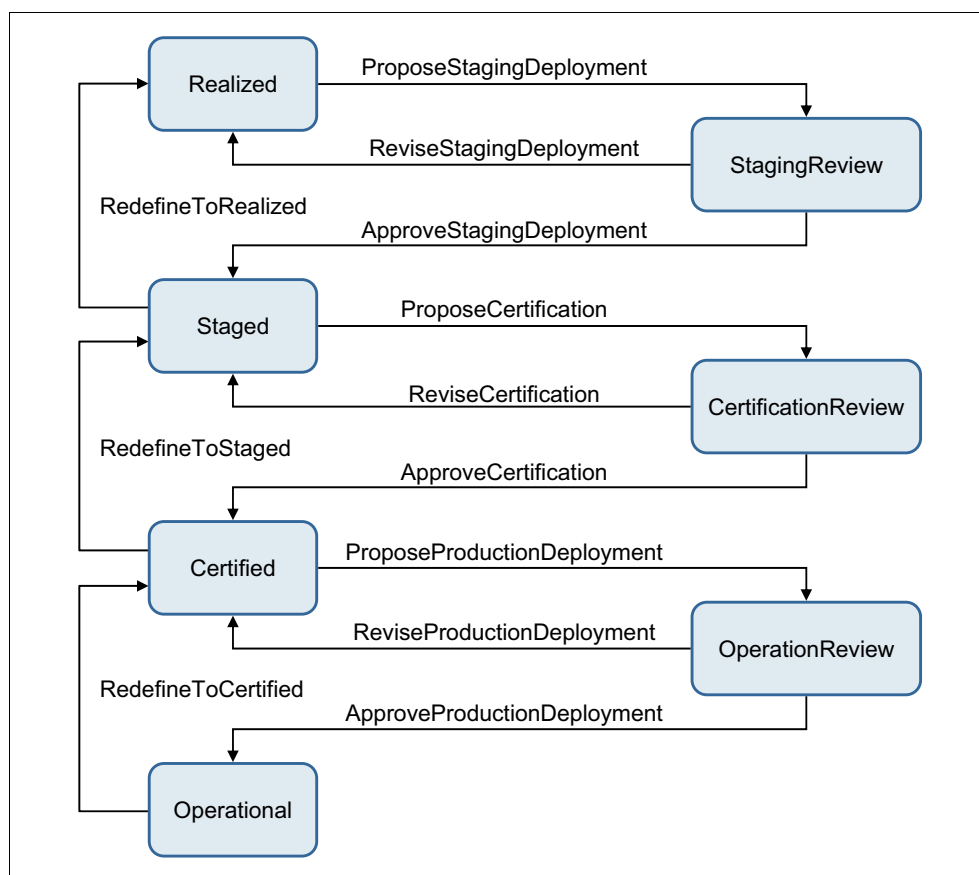 Realized
ProposeStagingDeployment
ReviseStagingDeployment
StagingReview
RedefineToRealized
ApproveStagingDeployment
Staged
ProposeCertification
ReviseCertification
CertificationReview
RedefineToStaged
ApproveCertification
Certified
ProposeProductionDeployment
ReviseProductionDeployment
OperationReview
RedefineToCertified
ApproveProductionDeployment
Operational